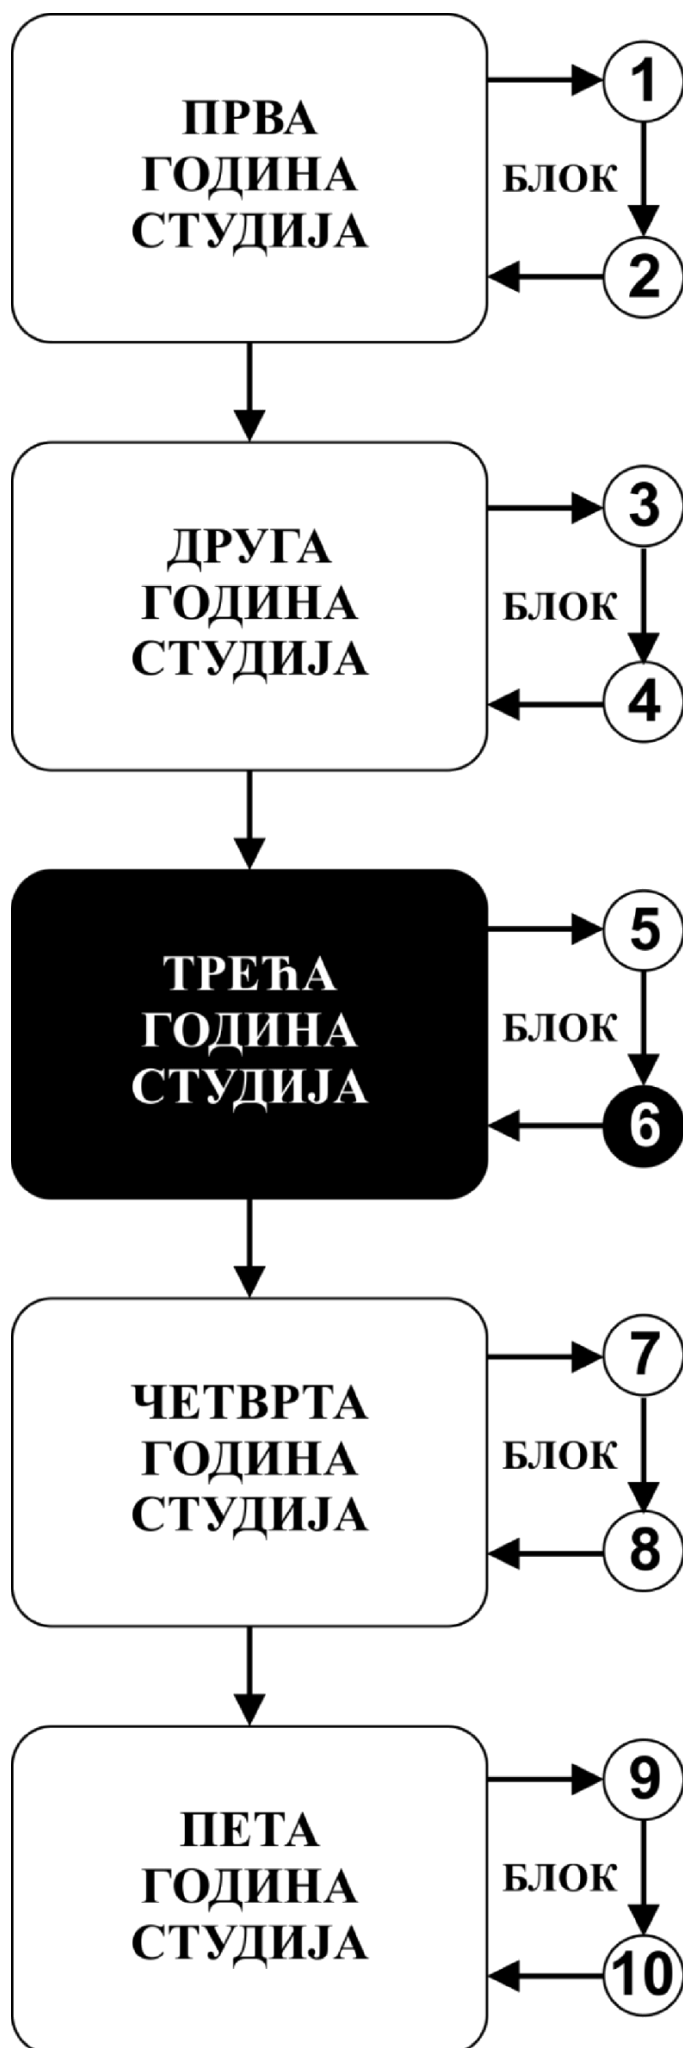 ПРВА
ГОДИНА
СТУДИЈА
1
БЛОК
2
ДРУГА
ГОДИНА
СТУДИЈА
3
БЛОК
4
ТРЕЋА
ГОДИНА
СТУДИЈА
5
БЛОК
6
ЧЕТВРТА
ГОДИНА
СТУДИЈА
7
БЛОК
8
ПЕТА
ГОДИНА
СТУДИЈА
9
БЛОК
10